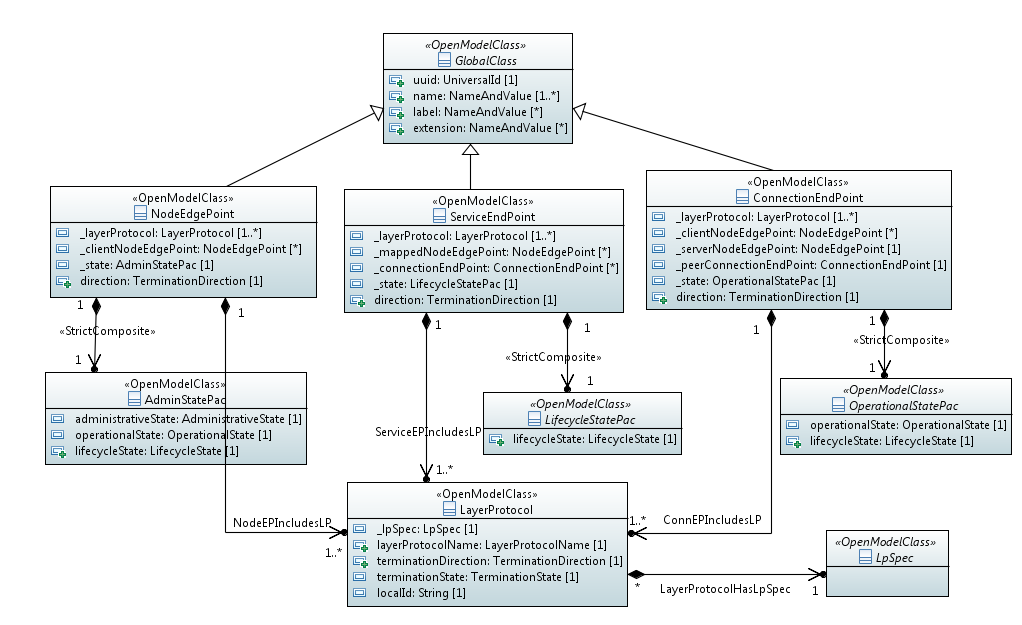 «OpenModelClass»
GlobalClass
uuid: UniversalId [1]
name: NameAndValue [1..*]
label: NameAndValue [*]
extension: NameAndValue [*]
«OpenModelClass»
NodeEdgePoint
_layerProtocol: LayerProtocol [1..*]
_clientNodeEdgePoint: NodeEdgePoint [*]
_state: AdminStatePac [1]
direction: TerminationDirection [1]
«OpenModelClass»
ServiceEndPoint
_layerProtocol: LayerProtocol [1..*]
_mappedNodeEdgePoint: NodeEdgePoint [*]
_connectionEndPoint: ConnectionEndPoint [*]
_state: LifecycleStatePac [1]
direction: TerminationDirection [1]
«OpenModelClass»
ConnectionEndPoint
_layerProtocol: LayerProtocol [1..*]
_clientNodeEdgePoint: NodeEdgePoint [*]
_serverNodeEdgePoint: NodeEdgePoint [1]
_peerConnectionEndPoint: ConnectionEndPoint [1]
_state: OperationalStatePac [1]
direction: TerminationDirection [1]
1
1
«StrictComposite»
1
1
1
«StrictComposite»
1
1
1
«StrictComposite»
1
«OpenModelClass»
AdminStatePac
administrativeState: AdministrativeState [1]
operationalState: OperationalState [1]
lifecycleState: LifecycleState [1]
«OpenModelClass»
LifecycleStatePac
lifecycleState: LifecycleState [1]
«OpenModelClass»
OperationalStatePac
operationalState: OperationalState [1]
lifecycleState: LifecycleState [1]
ServiceEPIncludesLP
1..*
NodeEPIncludesLP
1..*
1..*
ConnEPIncludesLP
«OpenModelClass»
LayerProtocol
_lpSpec: LpSpec [1]
layerProtocolName: LayerProtocolName [1]
terminationDirection: TerminationDirection [1]
terminationState: TerminationState [1]
localId: String [1]
*
LayerProtocolHasLpSpec
1
«OpenModelClass»
LpSpec